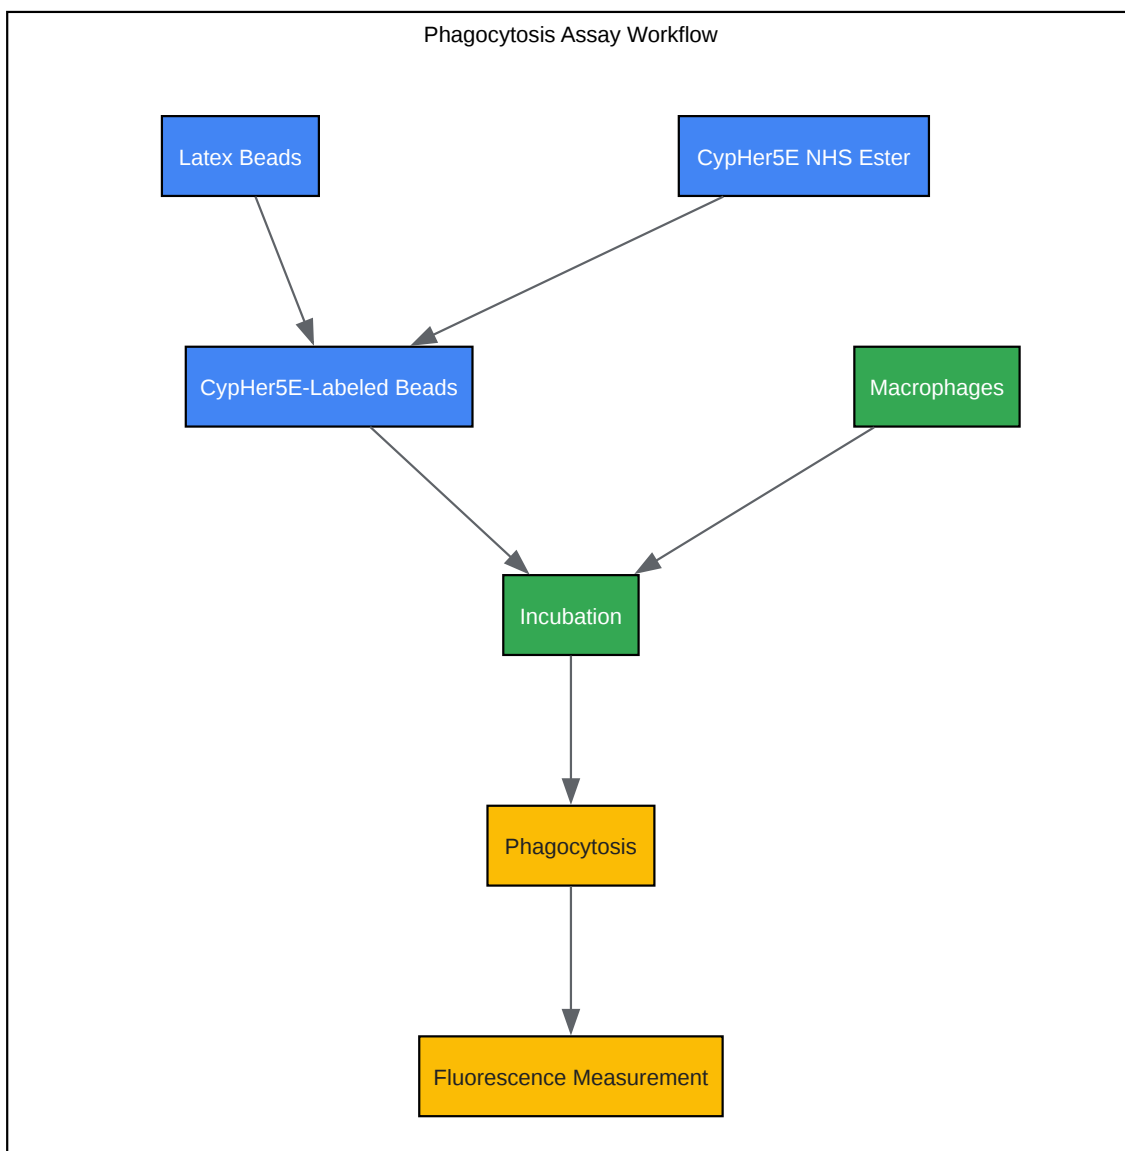 Phagocytosis Assay Workflow
Latex Beads
CypHer5E NHS Ester
CypHer5E-Labeled Beads
Macrophages
Incubation
Phagocytosis
Fluorescence Measurement